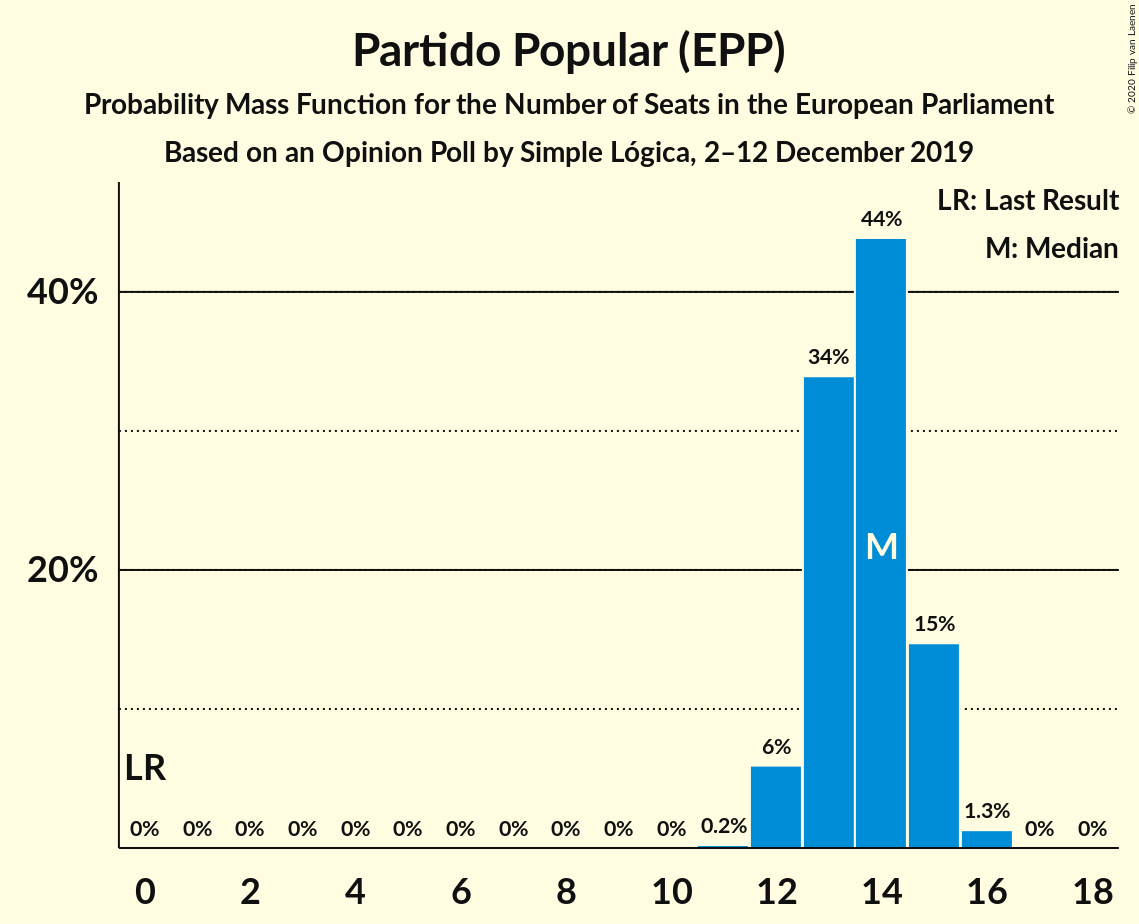 Partido Popular (EPP)
Probability Mass Function for the Number of Seats in the European Parliament
Based on an Opinion Poll by Simple Lógica, 2–12 December 2019
© 2020 Filip van Laenen
LR: Last Result
M: Median
40%
20%
44%
34%
M
15%
6%
LR
0% 0% 0% 0% 0% 0% 0% 0% 0% 0% 0% 0.2% 1.3% 0% 0%
0 2 4 6 8 10 12 14 16 18